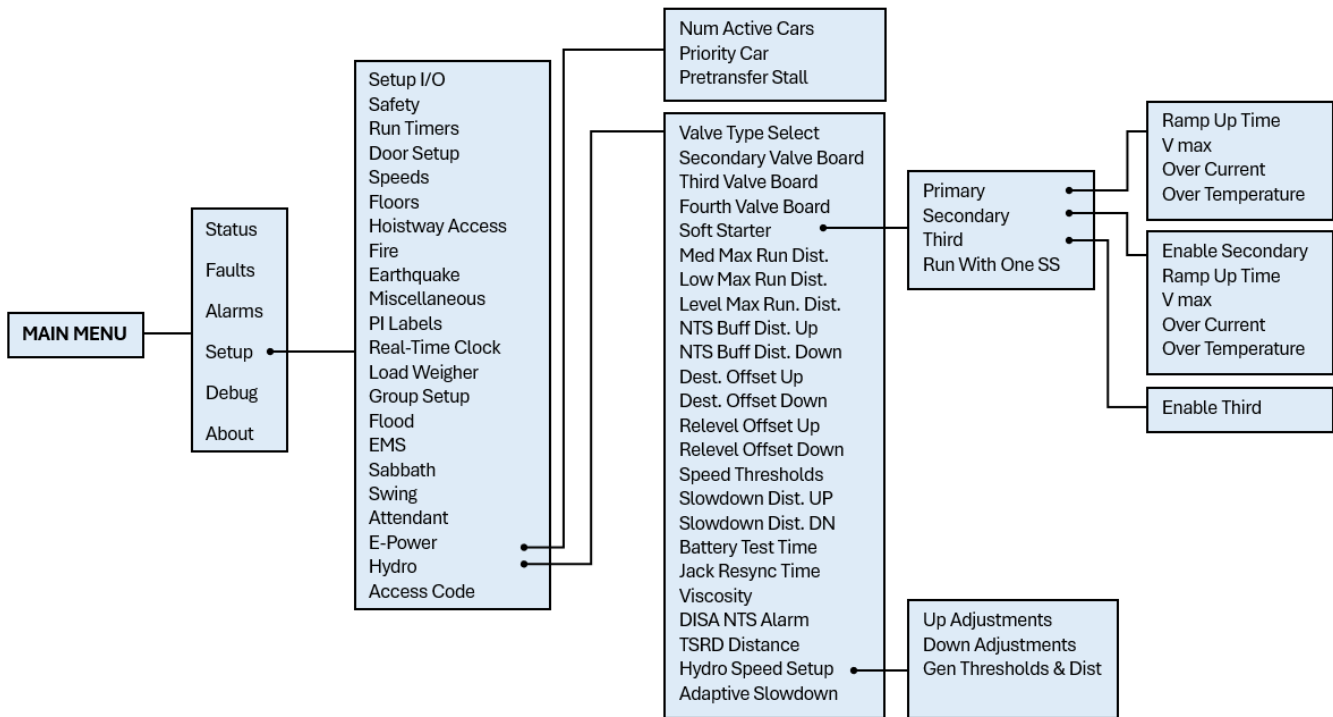 MAIN MENU
Status
Faults
Alarms
Setup
Debug
About
Setup I/O
Safety
Run Timers
Door Setup
Speeds
Floors
Hoistway Access
Fire
Earthquake
Miscellaneous
PI Labels
Real-Time Clock
Load Weigher
Group Setup
Flood
EMS
Sabbath
Swing
Attendant
E-Power
Hydro
Access Code
Num Active Cars
Priority Car
Pretransfer Stall
Valve Type Select
Secondary Valve Board
Third Valve Board
Fourth Valve Board
Soft Starter
Med Max Run Dist.
Low Max Run Dist.
Level Max Run. Dist.
NTS Buff Dist. Up
NTS Buff Dist. Down
Dest. Offset Up
Dest. Offset Down
Relevel Offset Up
Relevel Offset Down
Speed Thresholds
Slowdown Dist. UP
Slowdown Dist. DN
Battery Test Time
Jack Resync Time
Viscosity
DISA NTS Alarm
TSRD Distance
Hydro Speed Setup
Adaptive Slowdown
Primary
Secondary
Third
Run With One SS
Ramp Up Time
V max
Over Current
Over Temperature
Enable Secondary
Ramp Up Time
V max
Over Current
Over Temperature
Enable Third
Up Adjustments
Down Adjustments
Gen Thresholds & Dist